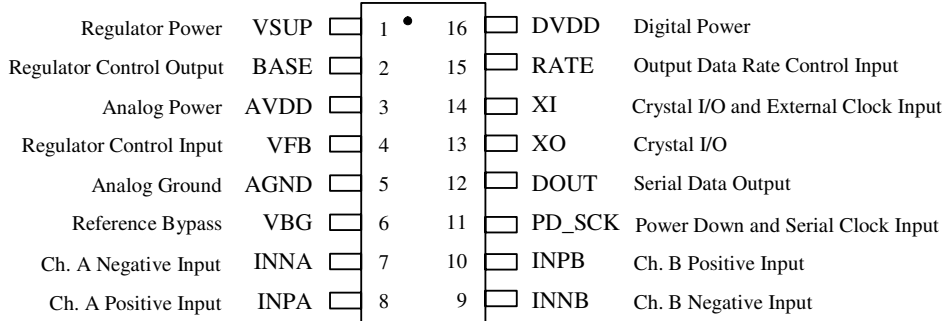 Regulator Power VSUP 1 16 DVDD Digital Power
Regulator Control Output BASE 2 15 RATE Output Data Rate Control Input
Analog Power AVDD 3 14 XI Crystal I/O and External Clock Input
Regulator Control Input VFB 4 13 XO Crystal I/O
Analog Ground AGND 5 12 DOUT Serial Data Output
Reference Bypass VBG 6 11 PD_SCK Power Down and Serial Clock Input
Ch. A Negative Input INNA 7 10 INPB Ch. B Positive Input
Ch. A Positive Input INPA 8 9 INNB Ch. B Negative Input